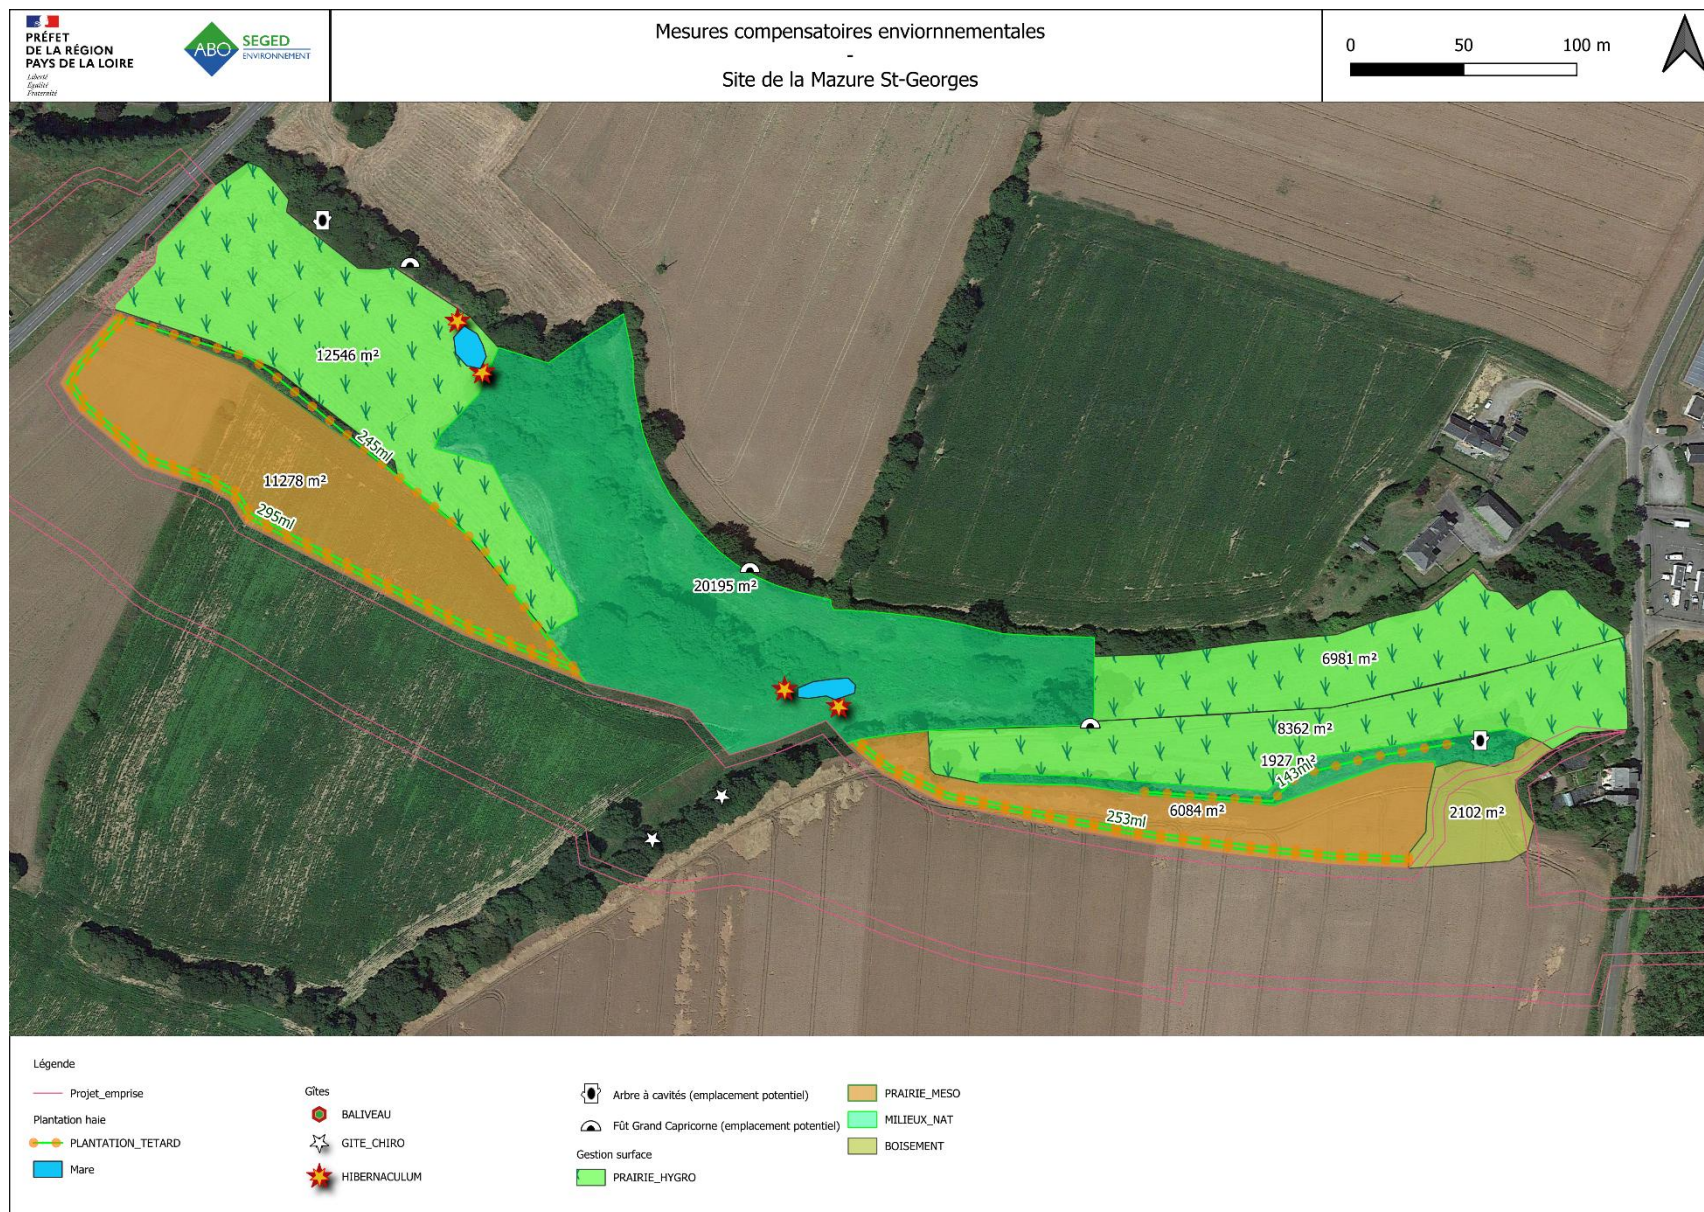 PRÉFET
DE LA RÉGION
PAYS DE LA LOIRE
Liberté
Égalité
Fraternité
ABO
SEGED
ENVIRONNEMENT
Mesures compensatoires enviornnementales
-
Site de la Mazure St-Georges
0 50 100 m
12546 m²
245ml
11278 m²
295ml
20195 m²
6981 m²
8362 m²
1927 m²
143ml
6084 m²
253ml
2102 m²
Légende
Projet_emprise
Plantation haie
PLANTATION_TETARD
Mare
Gîtes
BALIVEAU
GITE_CHIRO
HIBERNACULUM
Arbre à cavités (emplacement potentiel)
Fût Grand Capricorne (emplacement potentiel)
Gestion surface
PRAIRIE_HYGRO
PRAIRIE_MESO
MILIEUX_NAT
BOISEMENT